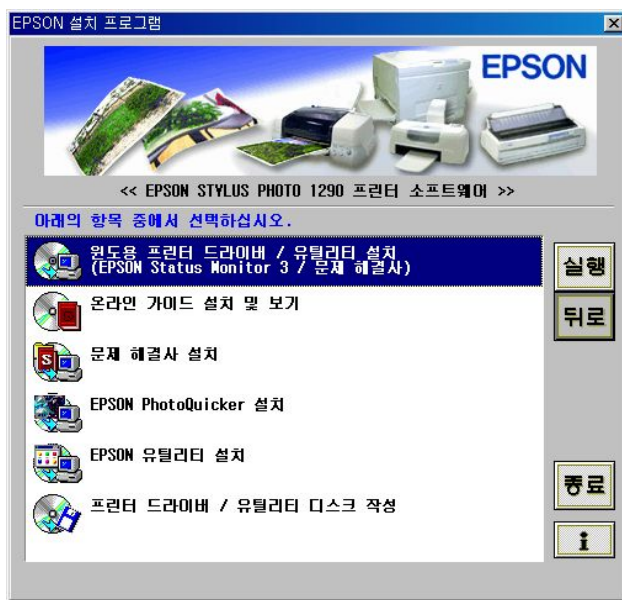 EPSON 설치 프로그램
EPSON
<< EPSON STYLUS PHOTO 1290 프린터 소프트웨어 >>
아래의 항목 중에서 선택하십시오.
윈도용 프린터 드라이버 / 유틸리티 설치
(EPSON Status Monitor 3 / 문제 해결사)
실행
온라인 가이드 설치 및 보기
뒤로
문제 해결사 설치
EPSON PhotoQuicker 설치
EPSON 유틸리티 설치
종료
프린터 드라이버 / 유틸리티 디스크 작성
i